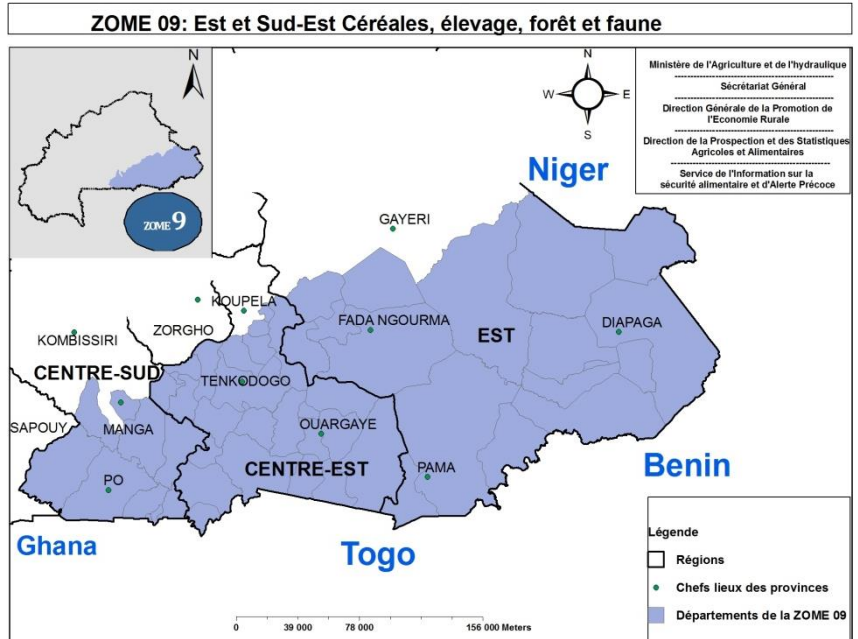 ZOME 09: Est et Sud-Est Céréales, élevage, forêt et faune
N
ZOME 9
N
W E
S
Ministère de l'Agriculture et de l'hydraulique
Sécrétariat Général
Direction Générale de la Promotion de
l'Economie Rurale
Direction de la Prospection et des Statistiques
Agricoles et Alimentaires
Service de l'Information sur la
sécurité alimentaire et d'Alerte Précoce
Niger
GAYERI
KOUPELA
ZORGHO
KOMBISSIRI
FADA NGOURMA
EST
DIAPAGA
CENTRE-SUD
TENKODOGO
SAPOUY
MANGA
OUARGAYE
CENTRE-EST
PAMA
PO
Benin
Ghana
Togo
Légende
Régions
Chefs lieux des provinces
Départements de la ZOME 09
0 39 000 78 000 156 000 Meters